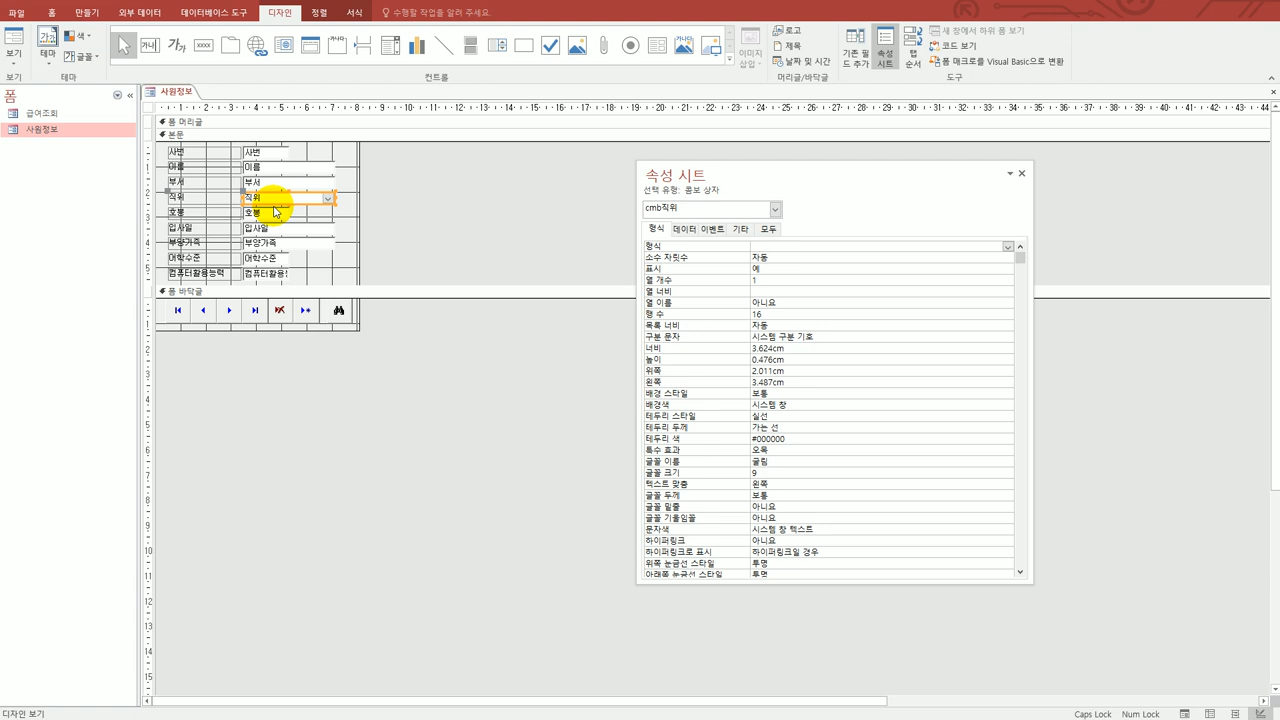 파일 홈 만들기 외부 데이터 데이터베이스 도구 디자인 정렬 서식 수행할 작업을 알려 주세요.
보기
보기
테마
색
글꼴
테마
가나
가가
xxxx
컨트롤
이미지
삽입
로고
제목
날짜 및 시간
머리글/바닥글
기존 필
드 추가
속성
시트
탭
순서
새 창에서 하위 폼 보기
코드 보기
폼 매크로를 Visual Basic으로 변환
도구
폼
급여조회
사원정보
사원정보
폼 머리글
본문
사번 사번
이름 이름
부서 부서
직위 직위
호봉 호봉
입사일 입사일
부양가족 부양가족
어학수준 어학수준
컴퓨터활용능력 컴퓨터활용
폼 바닥글
속성 시트
선택 유형: 콤보 상자
cmb직위
형식 데이터 이벤트 기타 모두
형식
소수 자릿수 자동
표시 예
열 개수 1
열 너비
열 이름 아니요
행 수 16
목록 너비 자동
구분 문자 시스템 구분 기호
너비 3.624cm
높이 0.476cm
위쪽 2.011cm
왼쪽 3.487cm
배경 스타일 보통
배경색 시스템 창
테두리 스타일 실선
테두리 두께 가는 선
테두리 색 #000000
특수 효과 오목
글꼴 이름 굴림
글꼴 크기 9
텍스트 맞춤 왼쪽
글꼴 두께 보통
글꼴 밑줄 아니요
글꼴 기울임꼴 아니요
문자색 시스템 창 텍스트
하이퍼링크 아니요
하이퍼링크로 표시 하이퍼링크일 경우
위쪽 눈금선 스타일 투명
아래쪽 눈금선 스타일 투명
디자인 보기 Caps Lock Num Lock